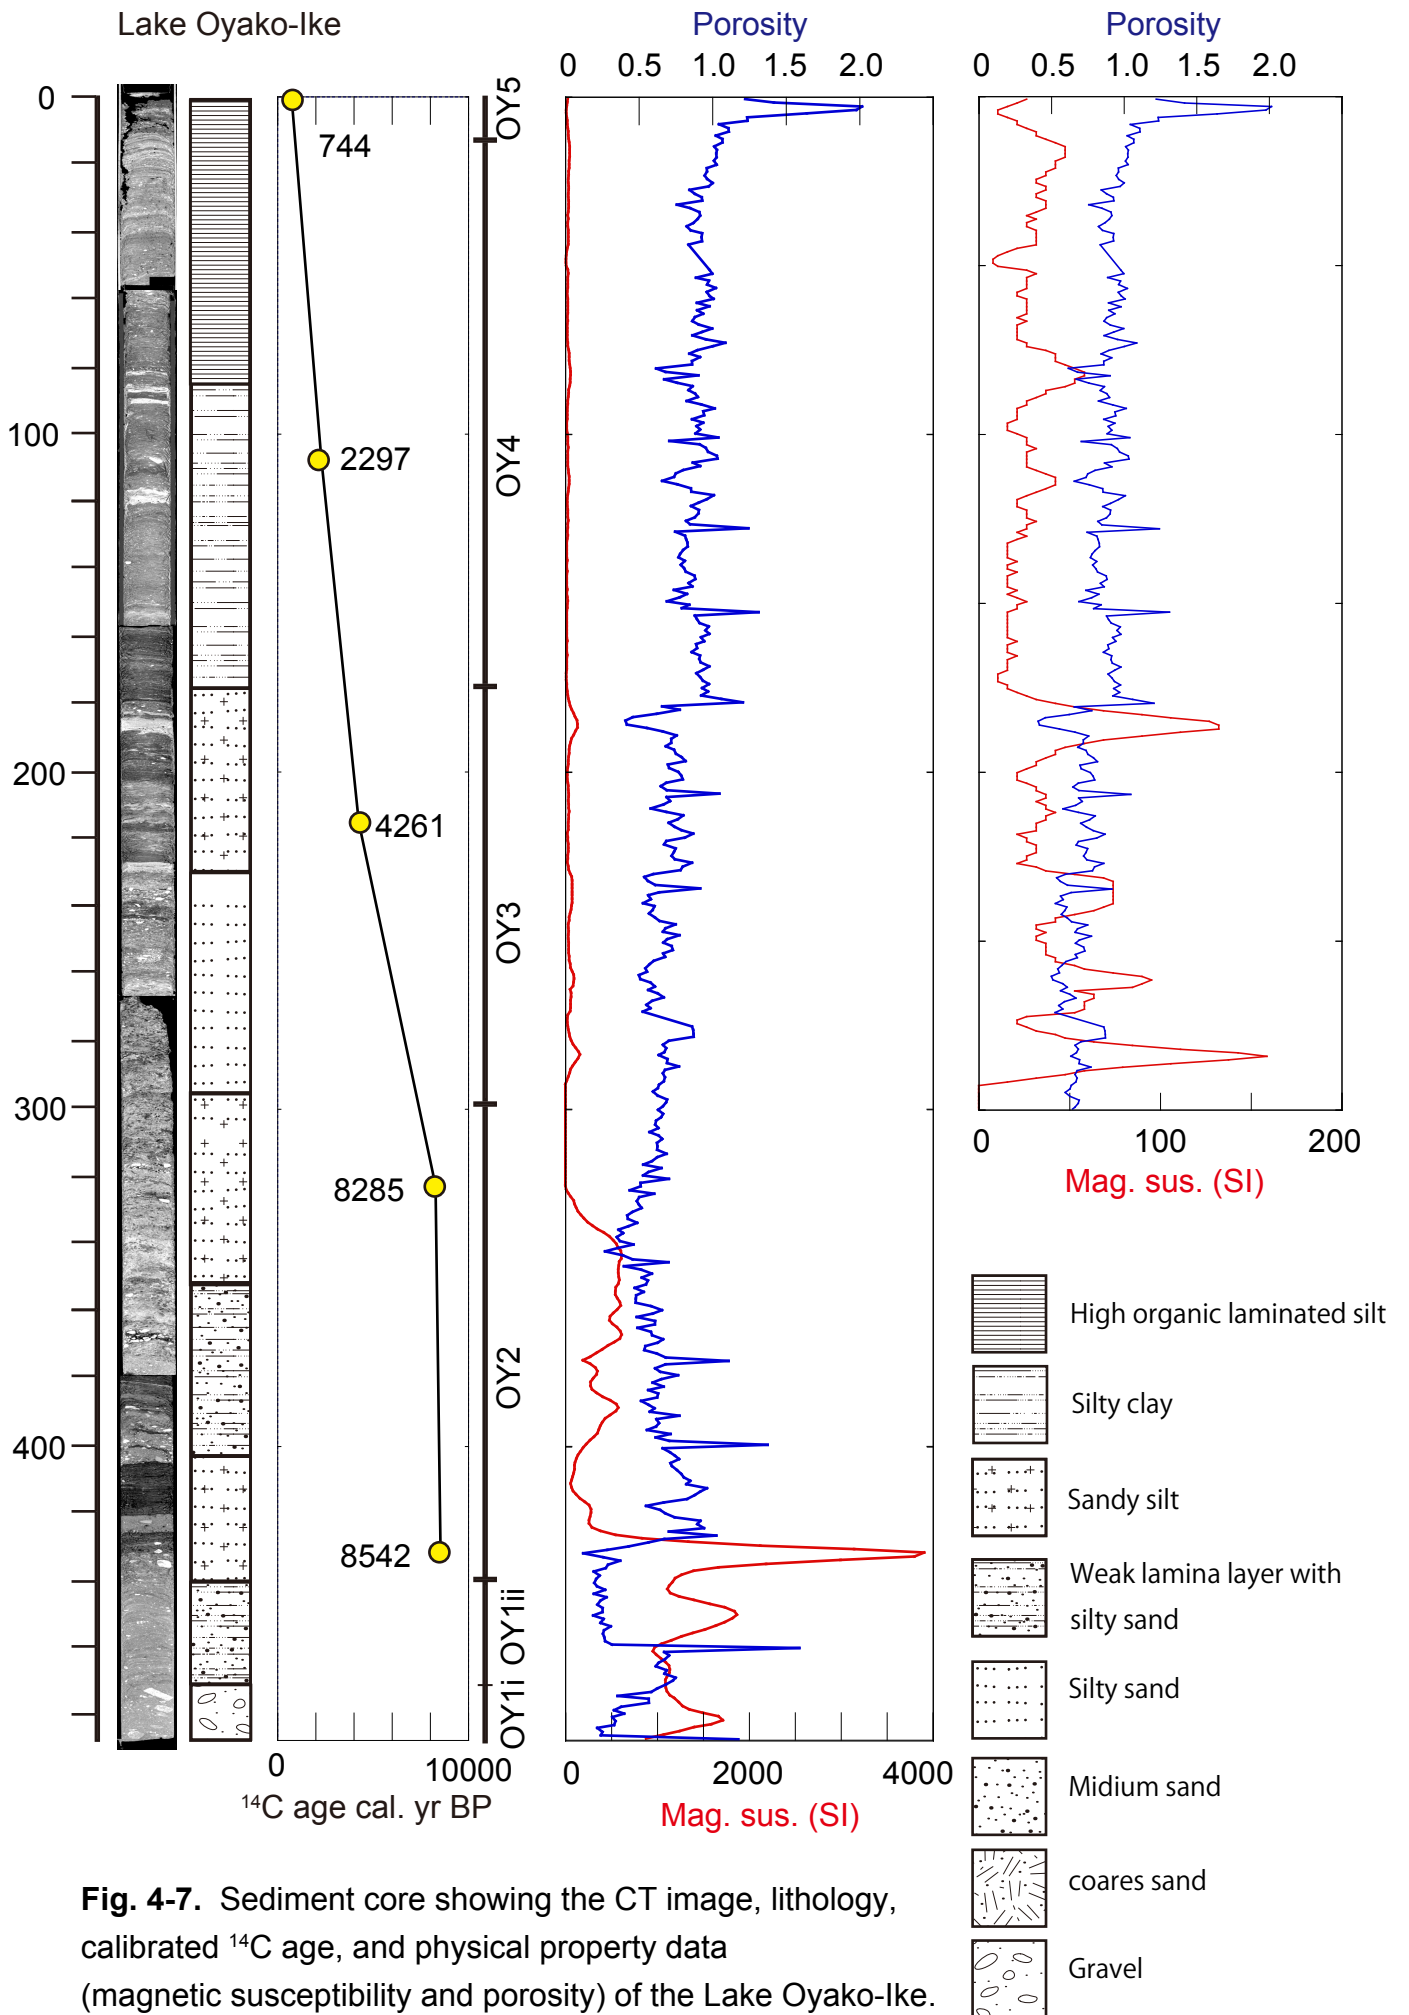 Lake Oyako-Ike
Porosity
Porosity
0 0.5 1.0 1.5 2.0
0 0.5 1.0 1.5 2.0
0
100
200
300
400
744
2297
4261
8285
8542
OY5
OY4
OY3
OY2
OY1ii
OY1i
0 10000
¹⁴C age cal. yr BP
0 2000 4000
Mag. sus. (SI)
0 100 200
Mag. sus. (SI)
High organic laminated silt
Silty clay
Sandy silt
Weak lamina layer with
silty sand
Silty sand
Midium sand
coares sand
Gravel
Fig. 4-7. Sediment core showing the CT image, lithology,
calibrated ¹⁴C age, and physical property data
(magnetic susceptibility and porosity) of the Lake Oyako-Ike.